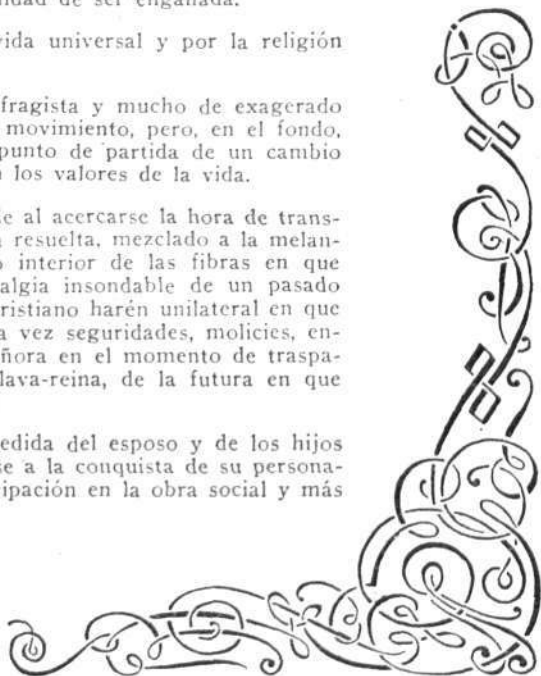 nidad de ser engañada.
vida universal y por la religión
fragista y mucho de exagerado
movimiento, pero, en el fondo,
punto de partida de un cambio
los valores de la vida.
e al acercarse la hora de trans-
resuelta, mezclado a la melan-
interior de las fibras en que
algia insondable de un pasado
ristiano harén unilateral en que
a vez seguridades, molicies, en-
ñora en el momento de traspa-
lava-reina, de la futura en que
edida del esposo y de los hijos
se a la conquista de su persona-
ipación en la obra social y más